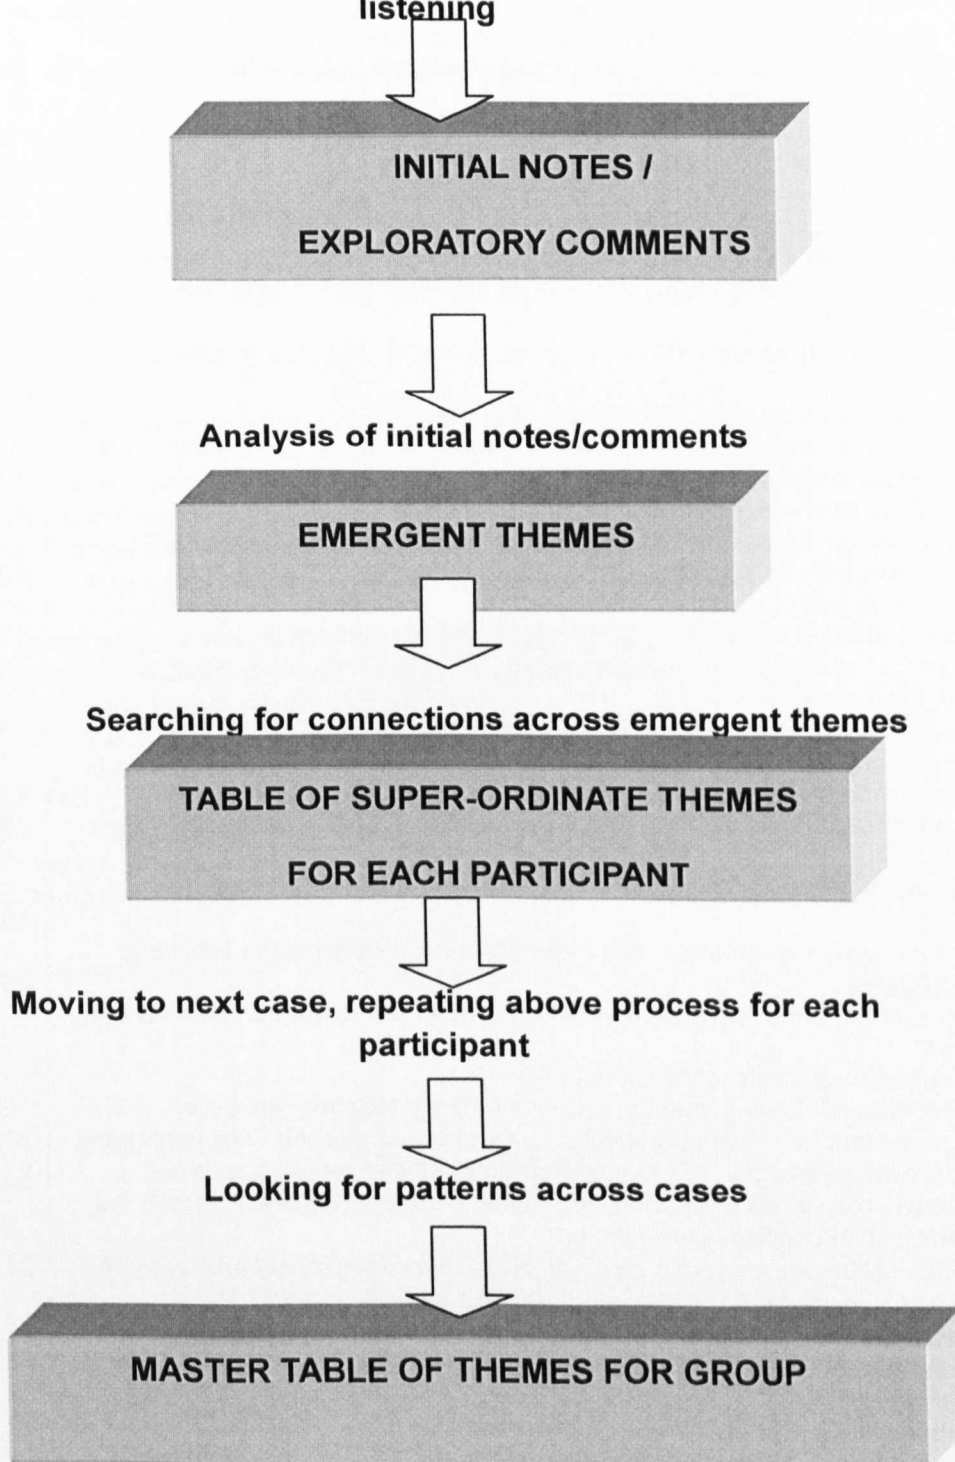 listening
INITIAL NOTES /
EXPLORATORY COMMENTS
Analysis of initial notes/comments
EMERGENT THEMES
Searching for connections across emergent themes
TABLE OF SUPER-ORDINATE THEMES
FOR EACH PARTICIPANT
Moving to next case, repeating above process for each
participant
Looking for patterns across cases
MASTER TABLE OF THEMES FOR GROUP